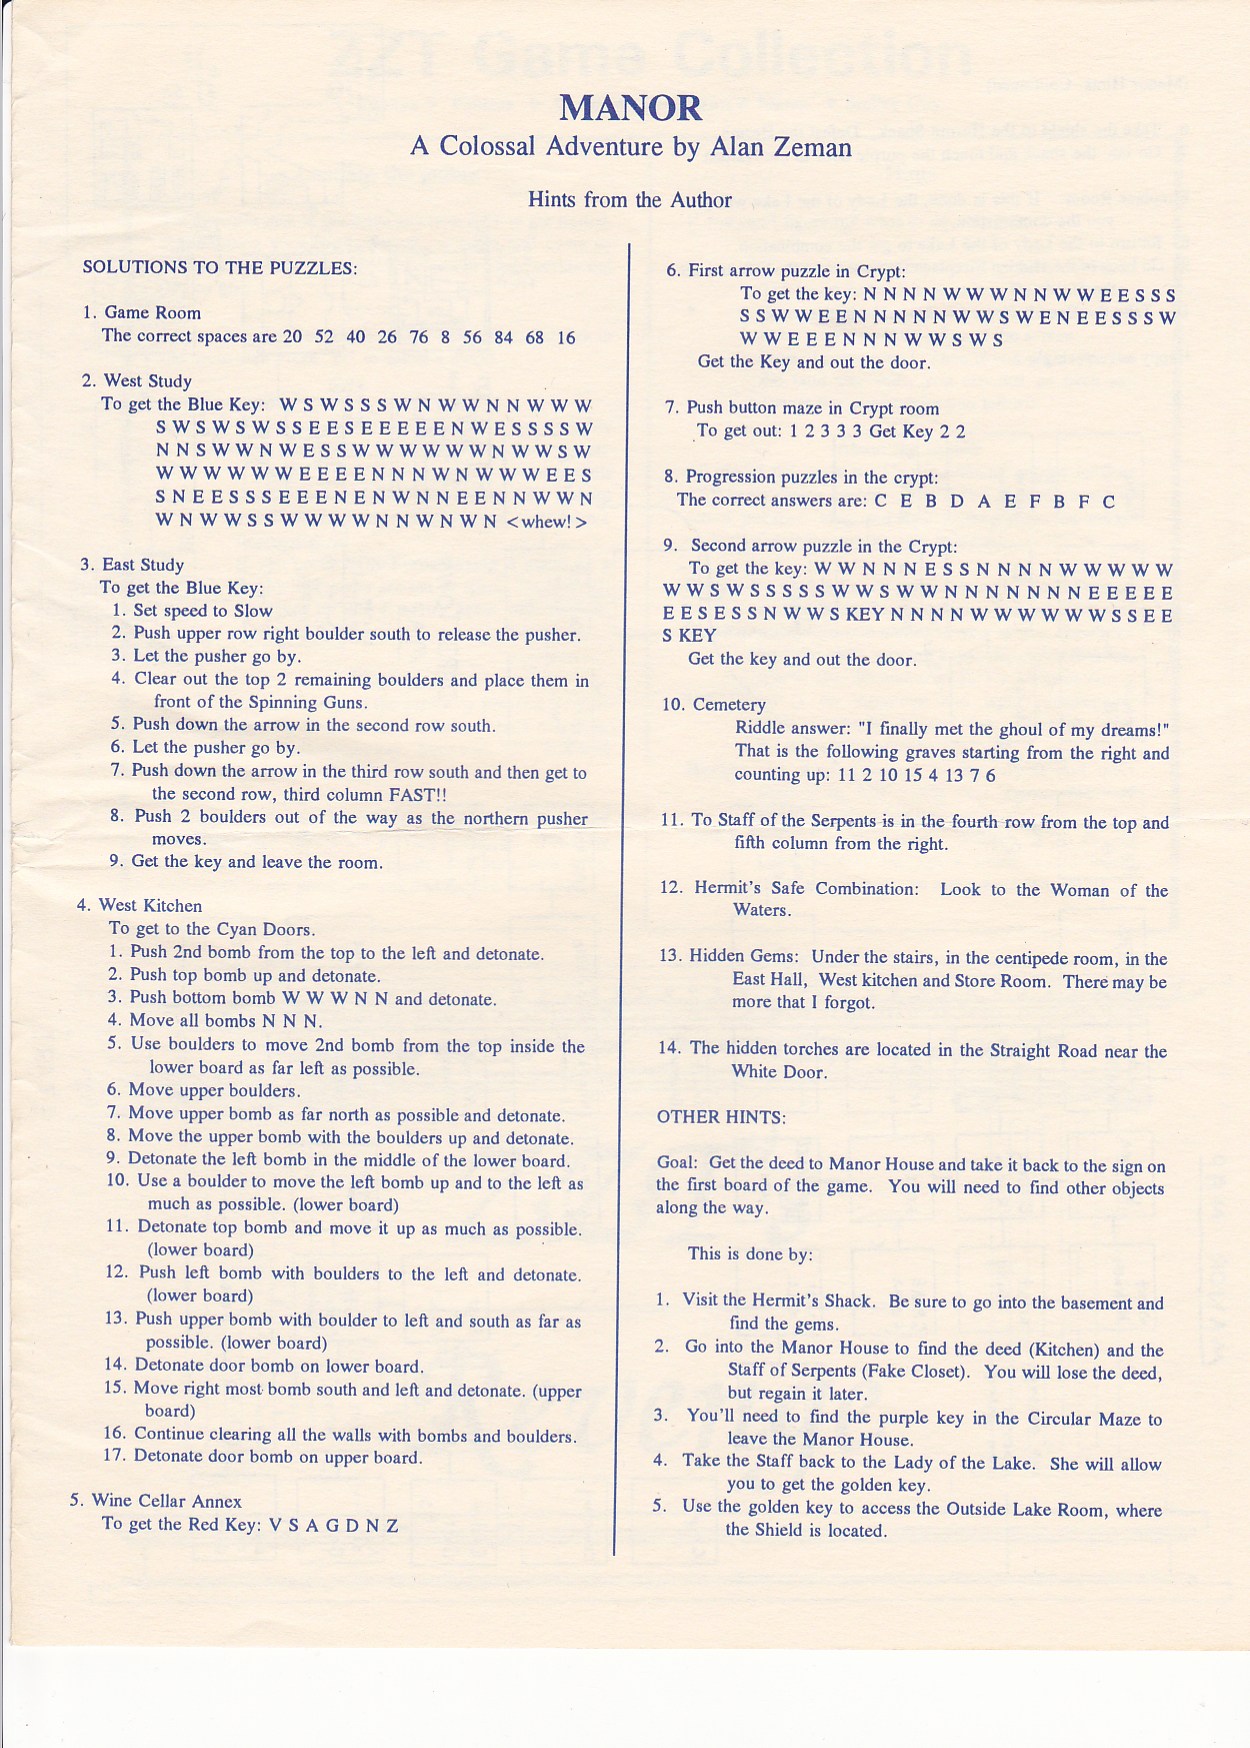 MANOR
A Colossal Adventure by Alan Zeman
Hints from the Author
SOLUTIONS TO THE PUZZLES:
1. Game Room
The correct spaces are 20 52 40 26 76 8 56 84 68 16
2. West Study
To get the Blue Key: W S W S S S W N W W N N W W W
S W S W S W S S E E S E E E E E N W E S S S S W
N N S W W N W E S S W W W W W W N W W S W
W W W W W W E E E E N N N W N W W W E E S
S N E E S S S E E E N E N W N N E E N N W W N
W N W W S S W W W W N N W N W N <whew!>
3. East Study
To get the Blue Key:
1. Set speed to Slow
2. Push upper row right boulder south to release the pusher.
3. Let the pusher go by.
4. Clear out the top 2 remaining boulders and place them in
front of the Spinning Guns.
5. Push down the arrow in the second row south.
6. Let the pusher go by.
7. Push down the arrow in the third row south and then get to
the second row, third column FAST!!
8. Push 2 boulders out of the way as the northern pusher
moves.
9. Get the key and leave the room.
4. West Kitchen
To get to the Cyan Doors.
1. Push 2nd bomb from the top to the left and detonate.
2. Push top bomb up and detonate.
3. Push bottom bomb W W W N N and detonate.
4. Move all bombs N N N.
5. Use boulders to move 2nd bomb from the top inside the
lower board as far left as possible.
6. Move upper boulders.
7. Move upper bomb as far north as possible and detonate.
8. Move the upper bomb with the boulders up and detonate.
9. Detonate the left bomb in the middle of the lower board.
10. Use a boulder to move the left bomb up and to the left as
much as possible. (lower board)
11. Detonate top bomb and move it up as much as possible.
(lower board)
12. Push left bomb with boulders to the left and detonate.
(lower board)
13. Push upper bomb with boulder to left and south as far as
possible. (lower board)
14. Detonate door bomb on lower board.
15. Move right most bomb south and left and detonate. (upper
board)
16. Continue clearing all the walls with bombs and boulders.
17. Detonate door bomb on upper board.
5. Wine Cellar Annex
To get the Red Key: V S A G D N Z
6. First arrow puzzle in Crypt:
To get the key: N N N N W W W N N W W E E S S S
S S W W E E N N N N N W W S W E N E E S S S W
W W E E E N N N W W S W S
Get the Key and out the door.
7. Push button maze in Crypt room
To get out: 1 2 3 3 3 Get Key 2 2
8. Progression puzzles in the crypt:
The correct answers are: C E B D A E F B F C
9. Second arrow puzzle in the Crypt:
To get the key: W W N N N E S S N N N N W W W W W
W W S W S S S S S W W S W W N N N N N N N E E E E E
E E S E S S N W W S KEY N N N N W W W W W W S S E E
S KEY
Get the key and out the door.
10. Cemetery
Riddle answer: "I finally met the ghoul of my dreams!"
That is the following graves starting from the right and
counting up: 11 2 10 15 4 13 7 6
11. To Staff of the Serpents is in the fourth row from the top and
fifth column from the right.
12. Hermit's Safe Combination: Look to the Woman of the
Waters.
13. Hidden Gems: Under the stairs, in the centipede room, in the
East Hall, West kitchen and Store Room. There may be
more that I forgot.
14. The hidden torches are located in the Straight Road near the
White Door.
OTHER HINTS:
Goal: Get the deed to Manor House and take it back to the sign on
the first board of the game. You will need to find other objects
along the way.
This is done by:
1. Visit the Hermit's Shack. Be sure to go into the basement and
find the gems.
2. Go into the Manor House to find the deed (Kitchen) and the
Staff of Serpents (Fake Closet). You will lose the deed,
but regain it later.
3. You'll need to find the purple key in the Circular Maze to
leave the Manor House.
4. Take the Staff back to the Lady of the Lake. She will allow
you to get the golden key.
5. Use the golden key to access the Outside Lake Room, where
the Shield is located.